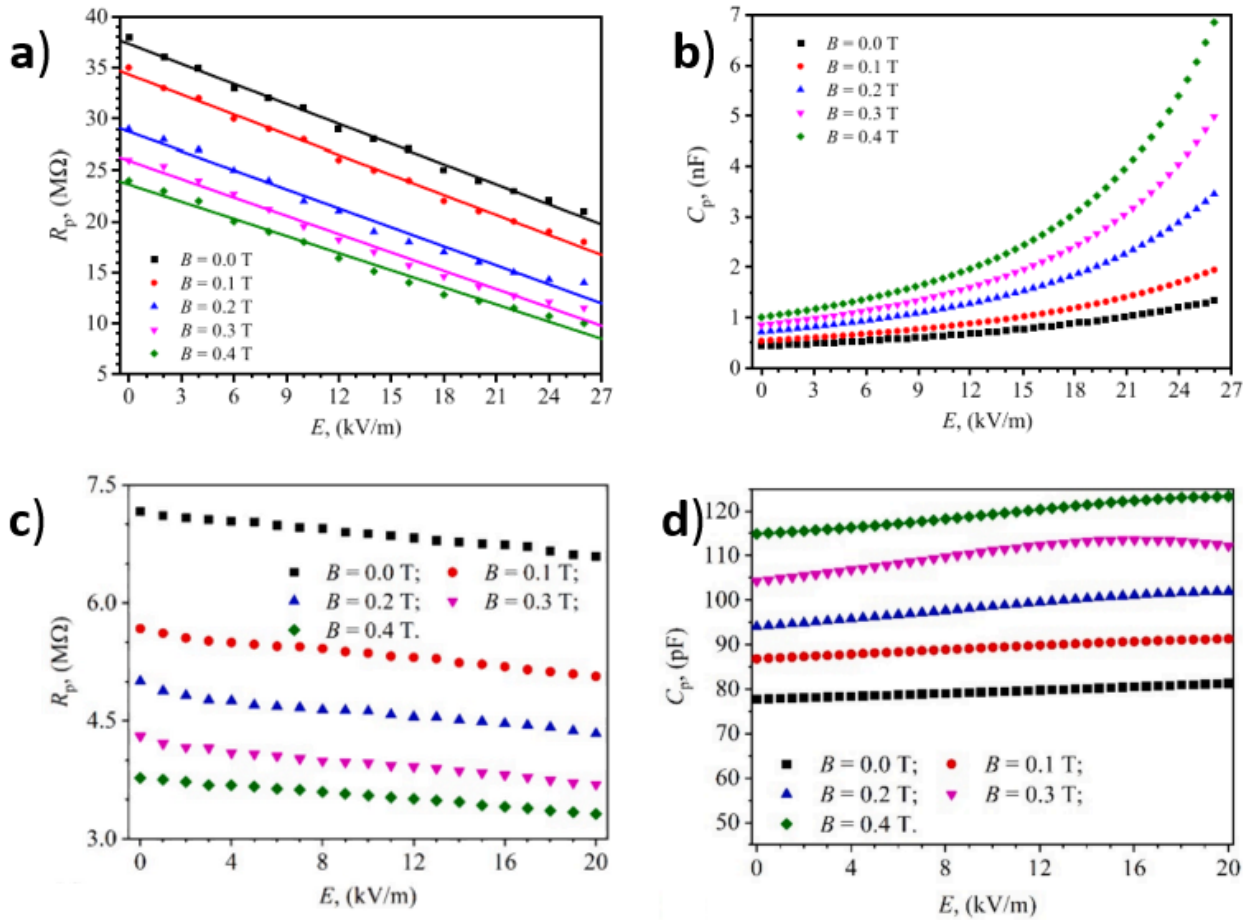 a)
40
35
30
25
20
15
10
5
R_p, (MΩ)
B = 0.0 T
B = 0.1 T
B = 0.2 T
B = 0.3 T
B = 0.4 T
0 3 6 9 12 15 18 21 24 27
E, (kV/m)
b)
7
6
5
4
3
2
1
0
C_p, (nF)
B = 0.0 T
B = 0.1 T
B = 0.2 T
B = 0.3 T
B = 0.4 T
0 3 6 9 12 15 18 21 24 27
E, (kV/m)
c)
7.5
6.0
4.5
3.0
R_p, (MΩ)
B = 0.0 T; B = 0.1 T;
B = 0.2 T; B = 0.3 T;
B = 0.4 T.
0 4 8 12 16 20
E, (kV/m)
d)
120
110
100
90
80
70
60
50
C_p, (pF)
B = 0.0 T; B = 0.1 T;
B = 0.2 T; B = 0.3 T;
B = 0.4 T.
0 4 8 12 16 20
E, (kV/m)